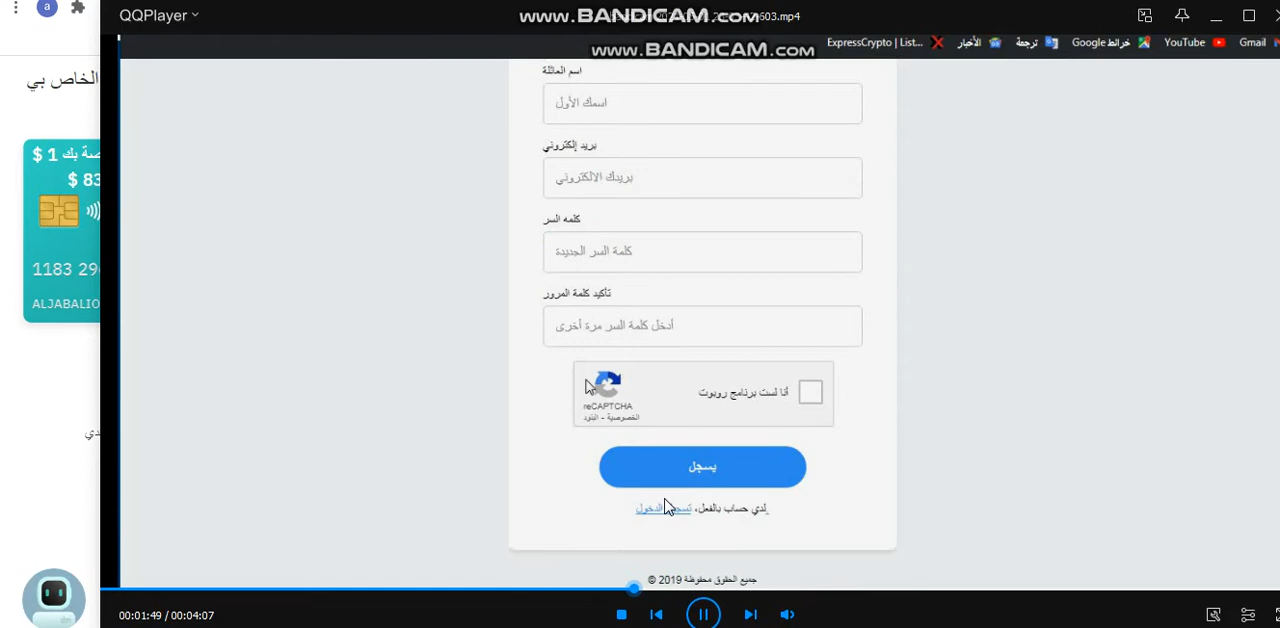 QQPlayer
www.BANDICAM.com
603.mp4
www.BANDICAM.com
ExpressCrypto | List...
الأخبار
ترجمة
خرائط Google
YouTube
Gmail
a
الخاص بي
صة بك 1 $
83 $
1183 29
ALJABALIO
دي
اسم العائلة
اسمك الأول
بريد إلكتروني
بريدك الالكتروني
كلمه السر
كلمة السر الجديدة
تأكيد كلمة المرور
أدخل كلمة السر مرة أخرى
أنا لست برنامج روبوت
reCAPTCHA
الخصوصية - البنود
يسجل
لدي حساب بالفعل، تسجيل الدخول
جميع الحقوق محفوظة 2019 ©
00:01:49 / 00:04:07